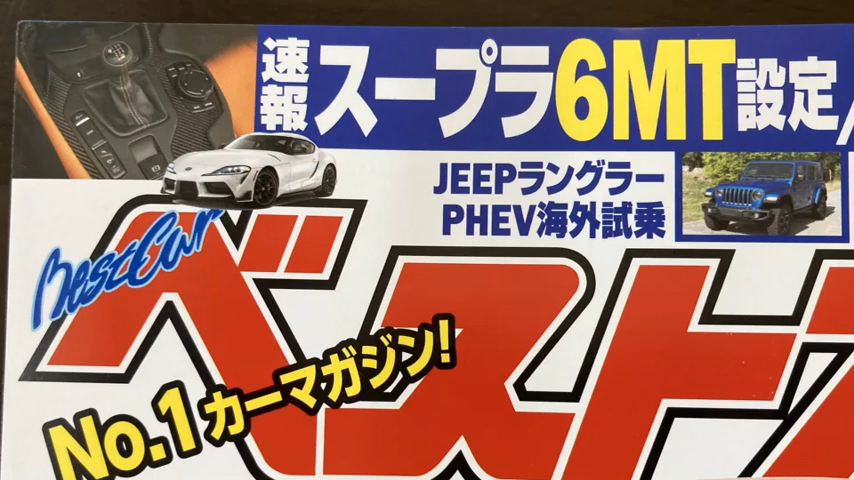 速報 スープラ6MT設定
JEEPラングラー
PHEV海外試乗
BestCar
ベスト
No.1カーマガジン!